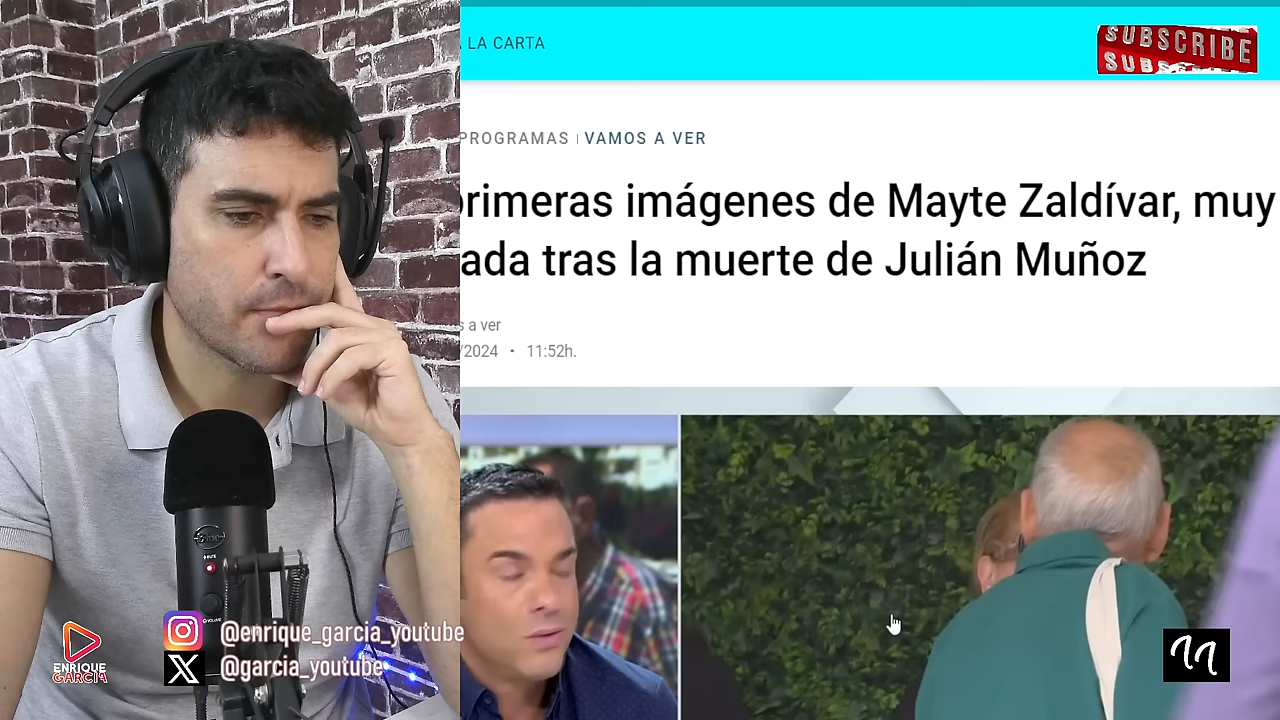 LA CARTA
SUBSCRIBE
PROGRAMAS | VAMOS A VER
primeras imágenes de Mayte Zaldívar, muy
ada tras la muerte de Julián Muñoz
s a ver
/2024 • 11:52h.
@enrique_garcia_youtube
@garcia_youtube
ENRIQUE
GARCIA